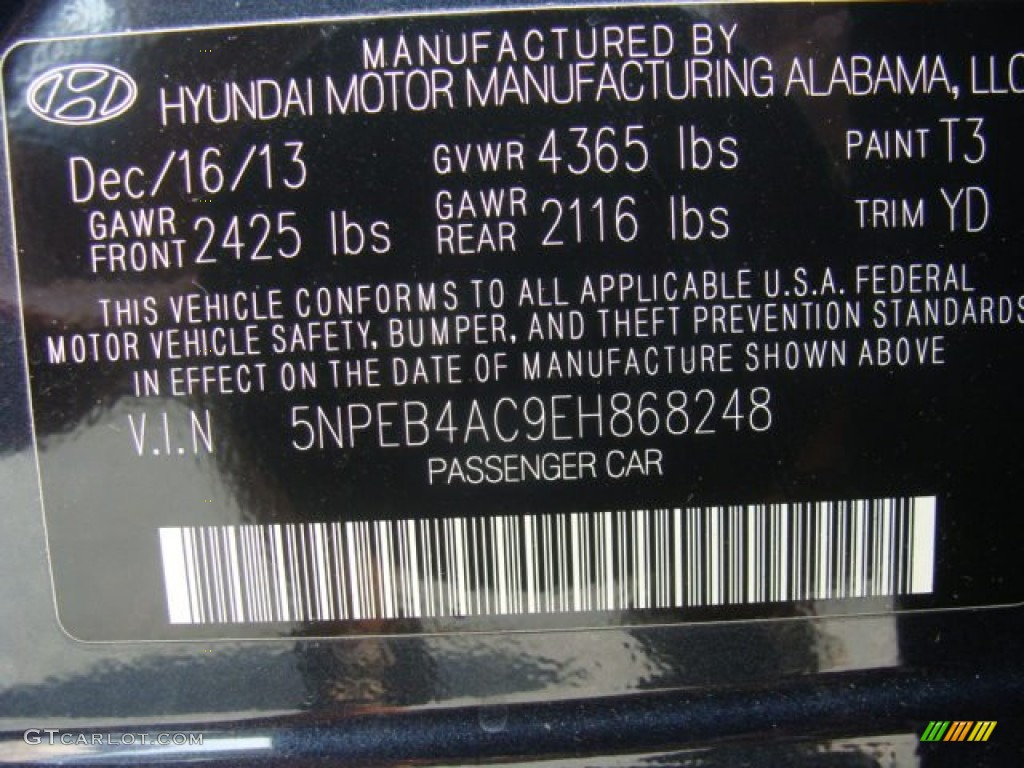 MANUFACTURED BY
HYUNDAI MOTOR MANUFACTURING ALABAMA, LLC
Dec/16/13 GVWR 4365 lbs PAINT T3
GAWR FRONT 2425 lbs GAWR REAR 2116 lbs TRIM YD
THIS VEHICLE CONFORMS TO ALL APPLICABLE U.S.A. FEDERAL
MOTOR VEHICLE SAFETY, BUMPER, AND THEFT PREVENTION STANDARDS
IN EFFECT ON THE DATE OF MANUFACTURE SHOWN ABOVE
V.I.N 5NPEB4AC9EH868248
PASSENGER CAR
GTCARLOT.COM